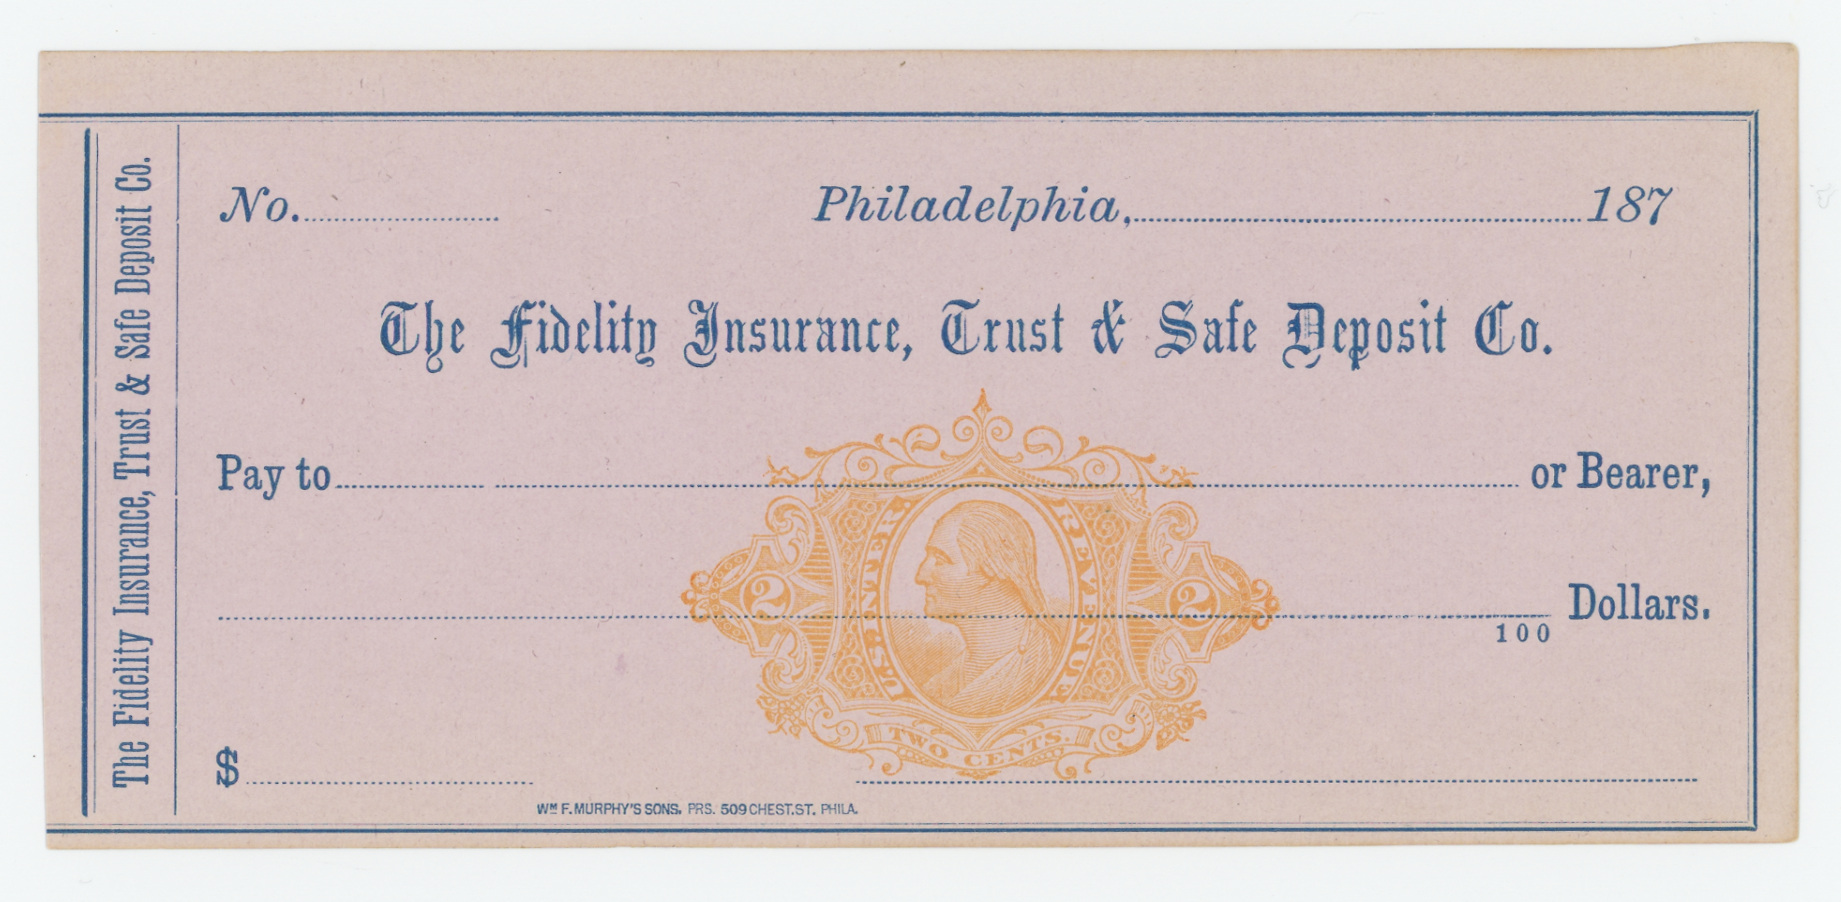 The Fidelity Insurance, Trust & Safe Deposit Co.
No. Philadelphia, 187
The Fidelity Insurance, Trust & Safe Deposit Co.
Pay to or Bearer,
U.S. INTER. REVENUE
2 2
Dollars.
100
TWO CENTS.
$
WM F. MURPHY'S SONS, PRS. 509 CHEST. ST. PHILA.